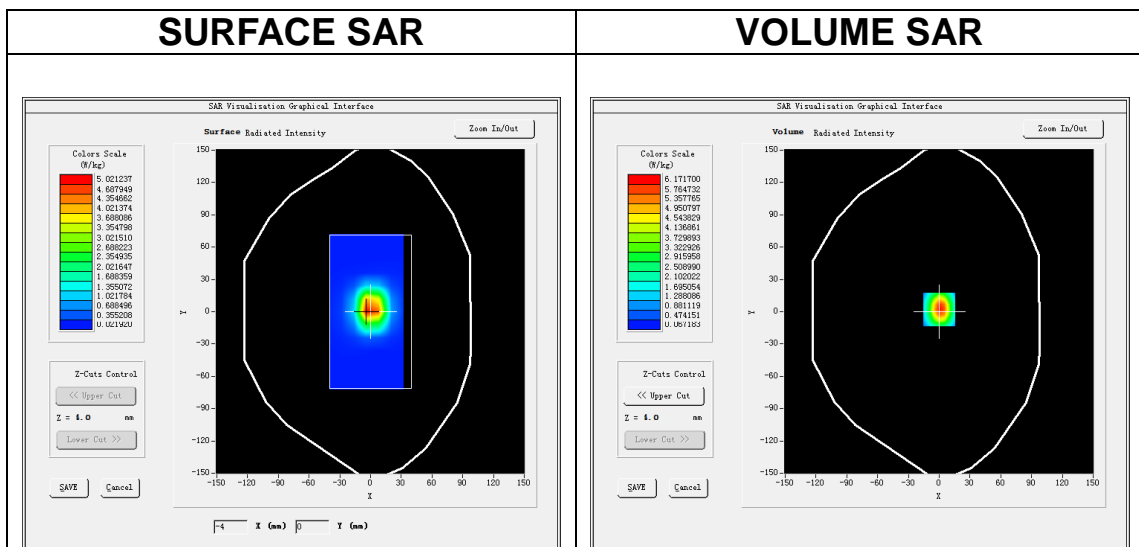 SURFACE SAR
VOLUME SAR
SAR Visualisation Graphical Interface
Surface Radiated Intensity
Zoom In/Out
Colors Scale
(W/kg)
5.021237
4.687949
4.354662
4.021374
3.688086
3.354798
3.021510
2.688223
2.354935
2.021647
1.688359
1.355072
1.021784
0.688496
0.355208
0.021920
150
120
90
60
30
0
-30
-60
-90
-120
-150
Y
-150 -120 -90 -60 -30 0 30 60 90 120 150
X
Z-Cuts Control
<< Upper Cut
Z = 4.0 mm
Lower Cut >>
SAVE Cancel
-4 X (mm) 0 Y (mm)
SAR Visualisation Graphical Interface
Volume Radiated Intensity
Zoom In/Out
Colors Scale
(W/kg)
6.171700
5.764732
5.357765
4.950797
4.543829
4.136861
3.729893
3.322926
2.915958
2.508990
2.102022
1.695054
1.288086
0.881119
0.474151
0.067183
150
120
90
60
30
0
-30
-60
-90
-120
-150
Y
-150 -120 -90 -60 -30 0 30 60 90 120 150
X
Z-Cuts Control
<< Upper Cut
Z = 4.0 mm
Lower Cut >>
SAVE Cancel